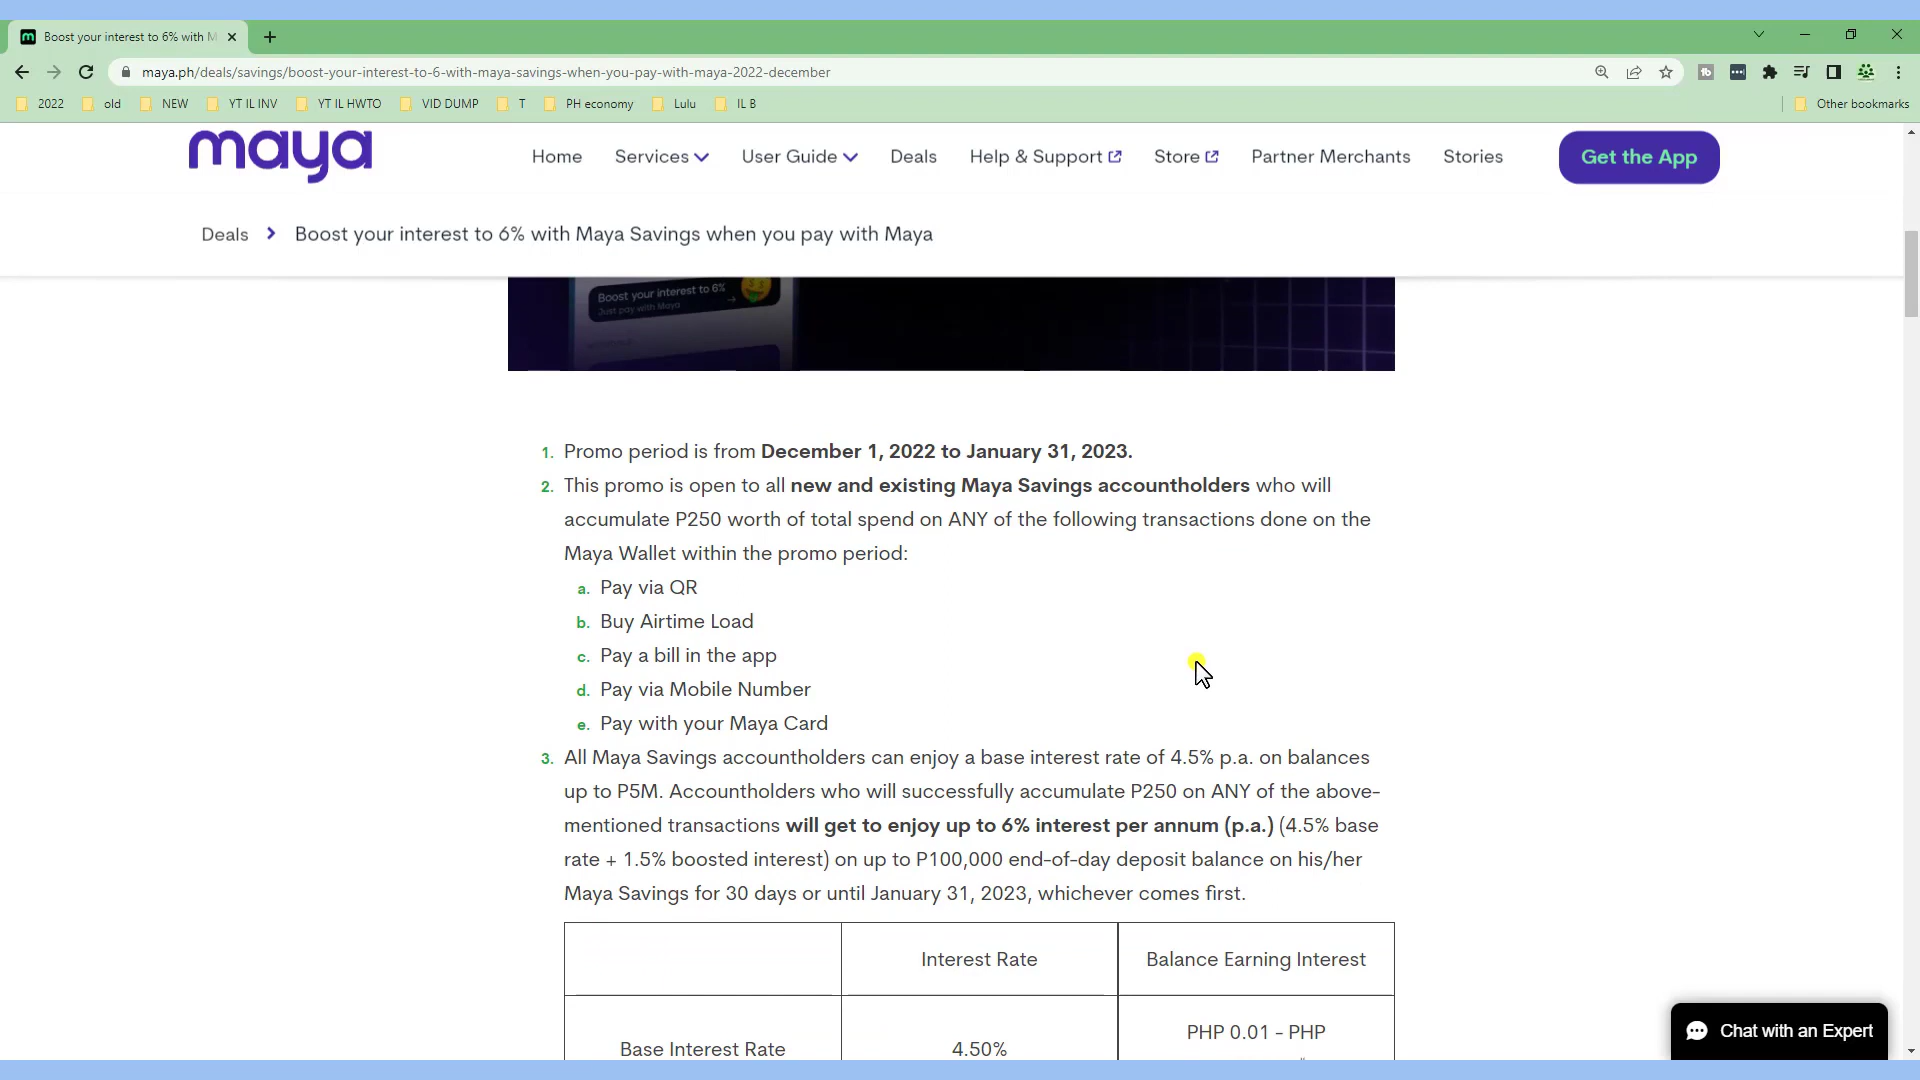 Boost your interest to 6% with M
maya.ph/deals/savings/boost-your-interest-to-6-with-maya-savings-when-you-pay-with-maya-2022-december
2022 old NEW YT IL INV YT IL HWTO VID DUMP T PH economy Lulu IL B Other bookmarks
maya Home Services User Guide Deals Help & Support Store Partner Merchants Stories Get the App
Deals Boost your interest to 6% with Maya Savings when you pay with Maya
Boost your interest to 6%
Just pay with Maya
1. Promo period is from December 1, 2022 to January 31, 2023.
2. This promo is open to all new and existing Maya Savings accountholders who will
accumulate P250 worth of total spend on ANY of the following transactions done on the
Maya Wallet within the promo period:
a. Pay via QR
b. Buy Airtime Load
c. Pay a bill in the app
d. Pay via Mobile Number
e. Pay with your Maya Card
3. All Maya Savings accountholders can enjoy a base interest rate of 4.5% p.a. on balances
up to P5M. Accountholders who will successfully accumulate P250 on ANY of the above-
mentioned transactions will get to enjoy up to 6% interest per annum (p.a.) (4.5% base
rate + 1.5% boosted interest) on up to P100,000 end-of-day deposit balance on his/her
Maya Savings for 30 days or until January 31, 2023, whichever comes first.
Interest Rate Balance Earning Interest
PHP 0.01 - PHP
Base Interest Rate 4.50%
Chat with an Expert